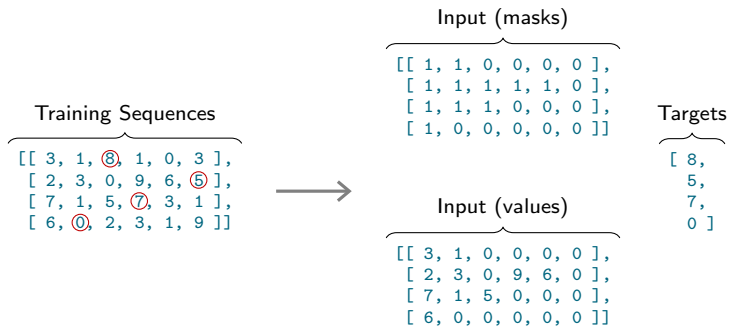 Training Sequences
[[ 3, 1, 8, 1, 0, 3 ],
[ 2, 3, 0, 9, 6, 5 ],
[ 7, 1, 5, 7, 3, 1 ],
[ 6, 0, 2, 3, 1, 9 ]]
Input (masks)
[[ 1, 1, 0, 0, 0, 0 ],
[ 1, 1, 1, 1, 1, 0 ],
[ 1, 1, 1, 0, 0, 0 ],
[ 1, 0, 0, 0, 0, 0 ]]
Input (values)
[[ 3, 1, 0, 0, 0, 0 ],
[ 2, 3, 0, 9, 6, 0 ],
[ 7, 1, 5, 0, 0, 0 ],
[ 6, 0, 0, 0, 0, 0 ]]
Targets
[ 8,
5,
7,
0 ]